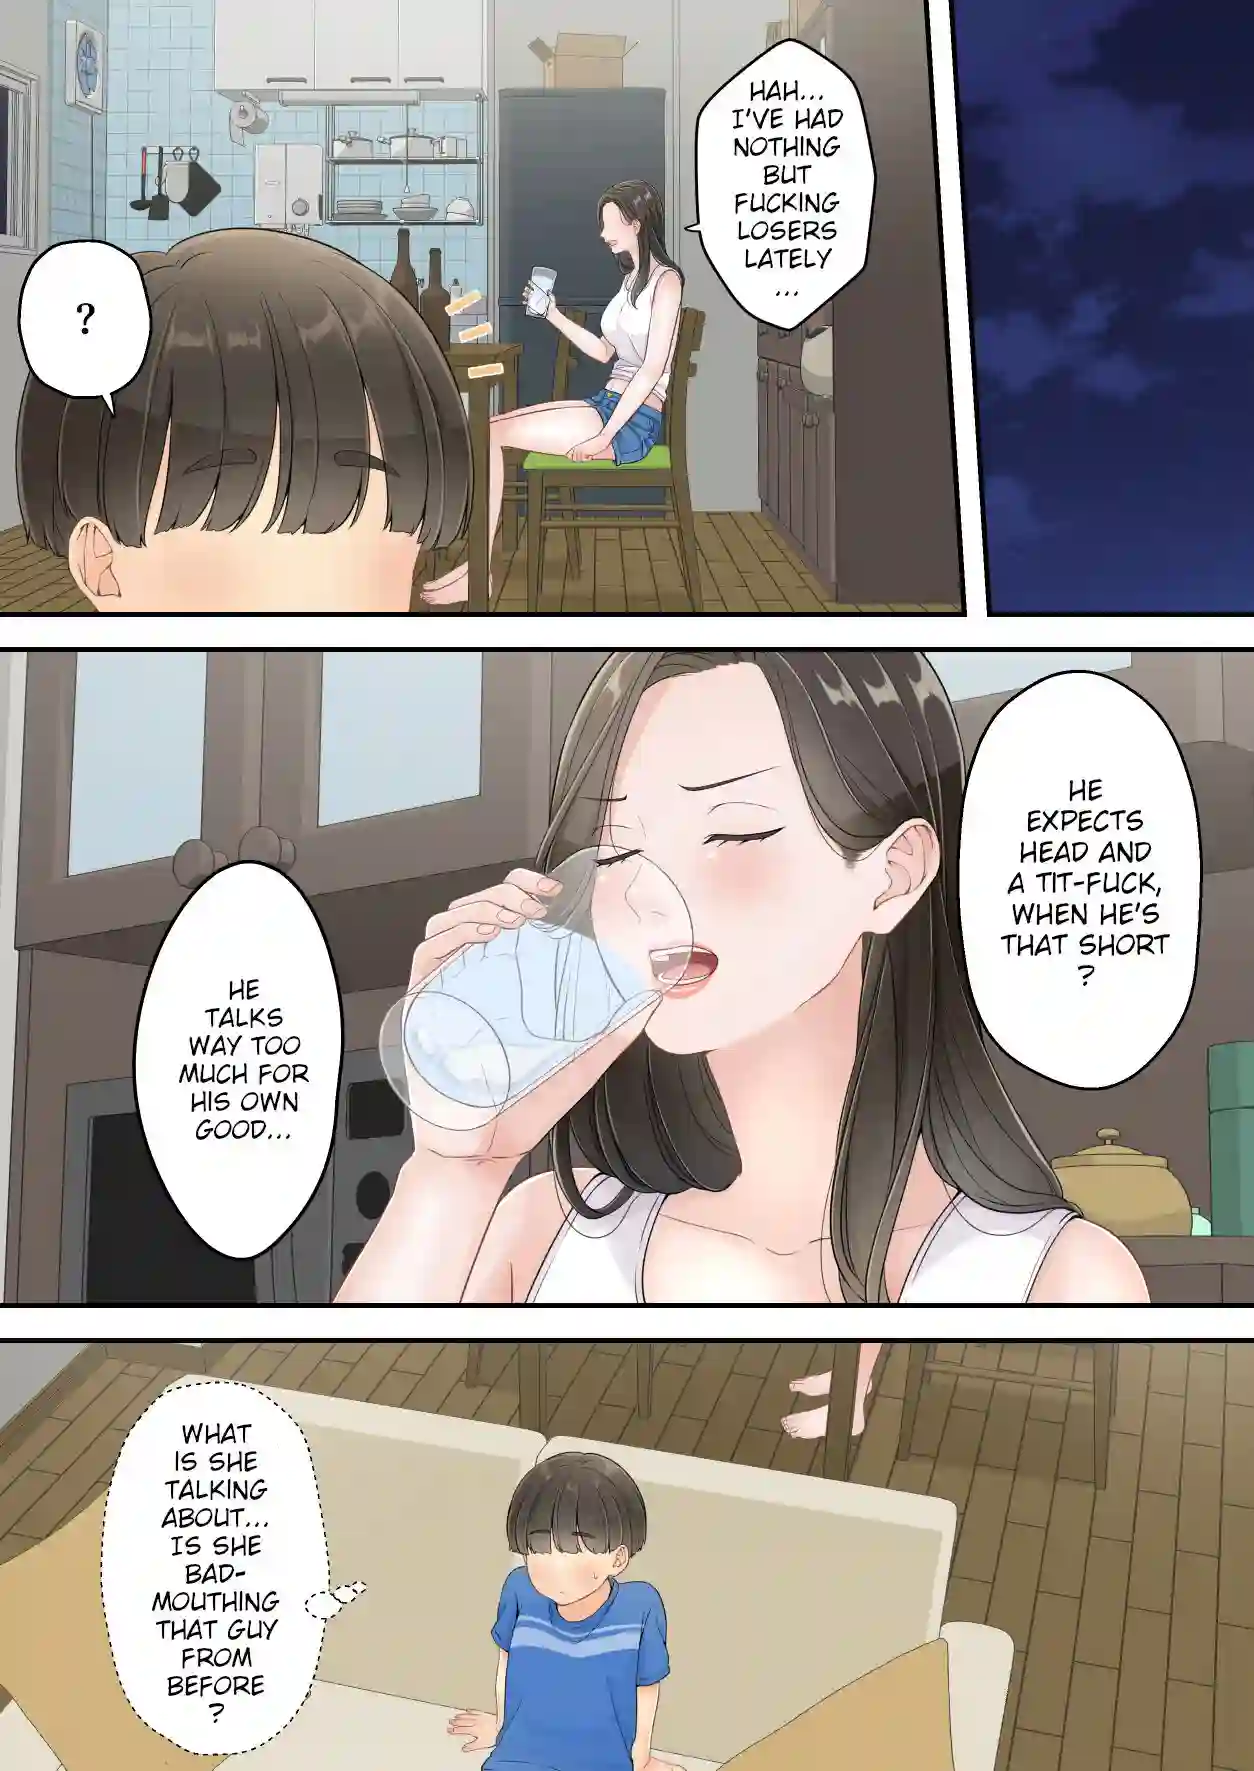 HAH...
I'VE HAD
NOTHING
BUT
FUCKING
LOSERS
LATELY
...
?
HE
EXPECTS
HEAD AND
A TIT-FUCK,
WHEN HE'S
THAT SHORT
?
HE
TALKS
WAY TOO
MUCH FOR
HIS OWN
GOOD...
WHAT
IS SHE
TALKING
ABOUT...
IS SHE
BAD-
MOUTHING
THAT GUY
FROM
BEFORE
?